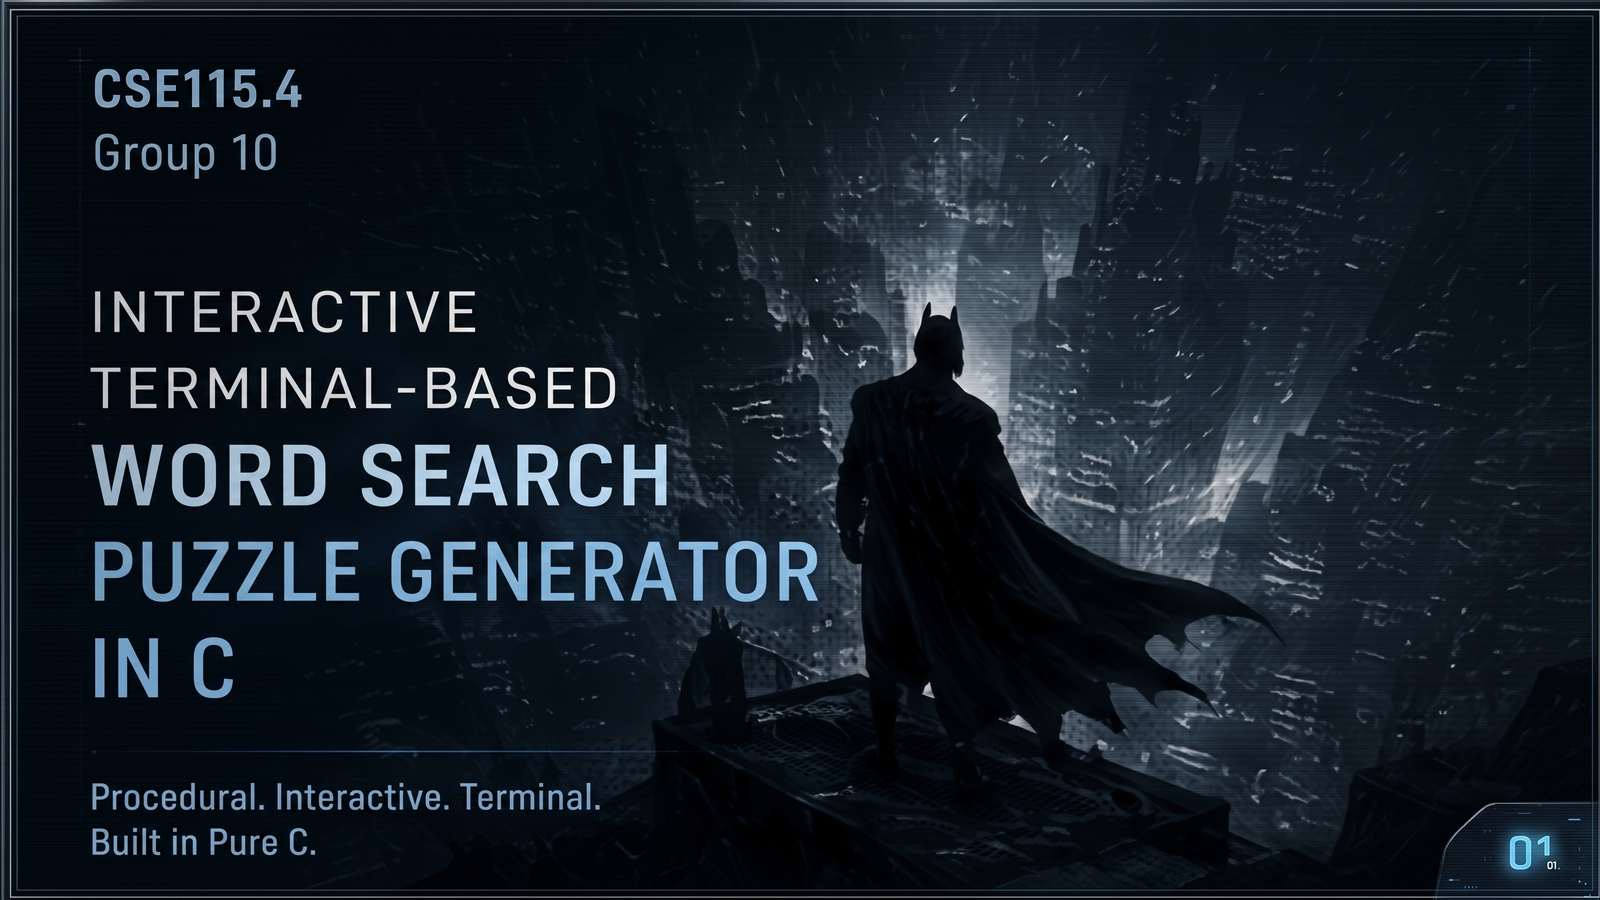 CSE115.4
Group 10
INTERACTIVE
TERMINAL-BASED
WORD SEARCH
PUZZLE GENERATOR
IN C
Procedural. Interactive. Terminal.
Built in Pure C.
01
01.